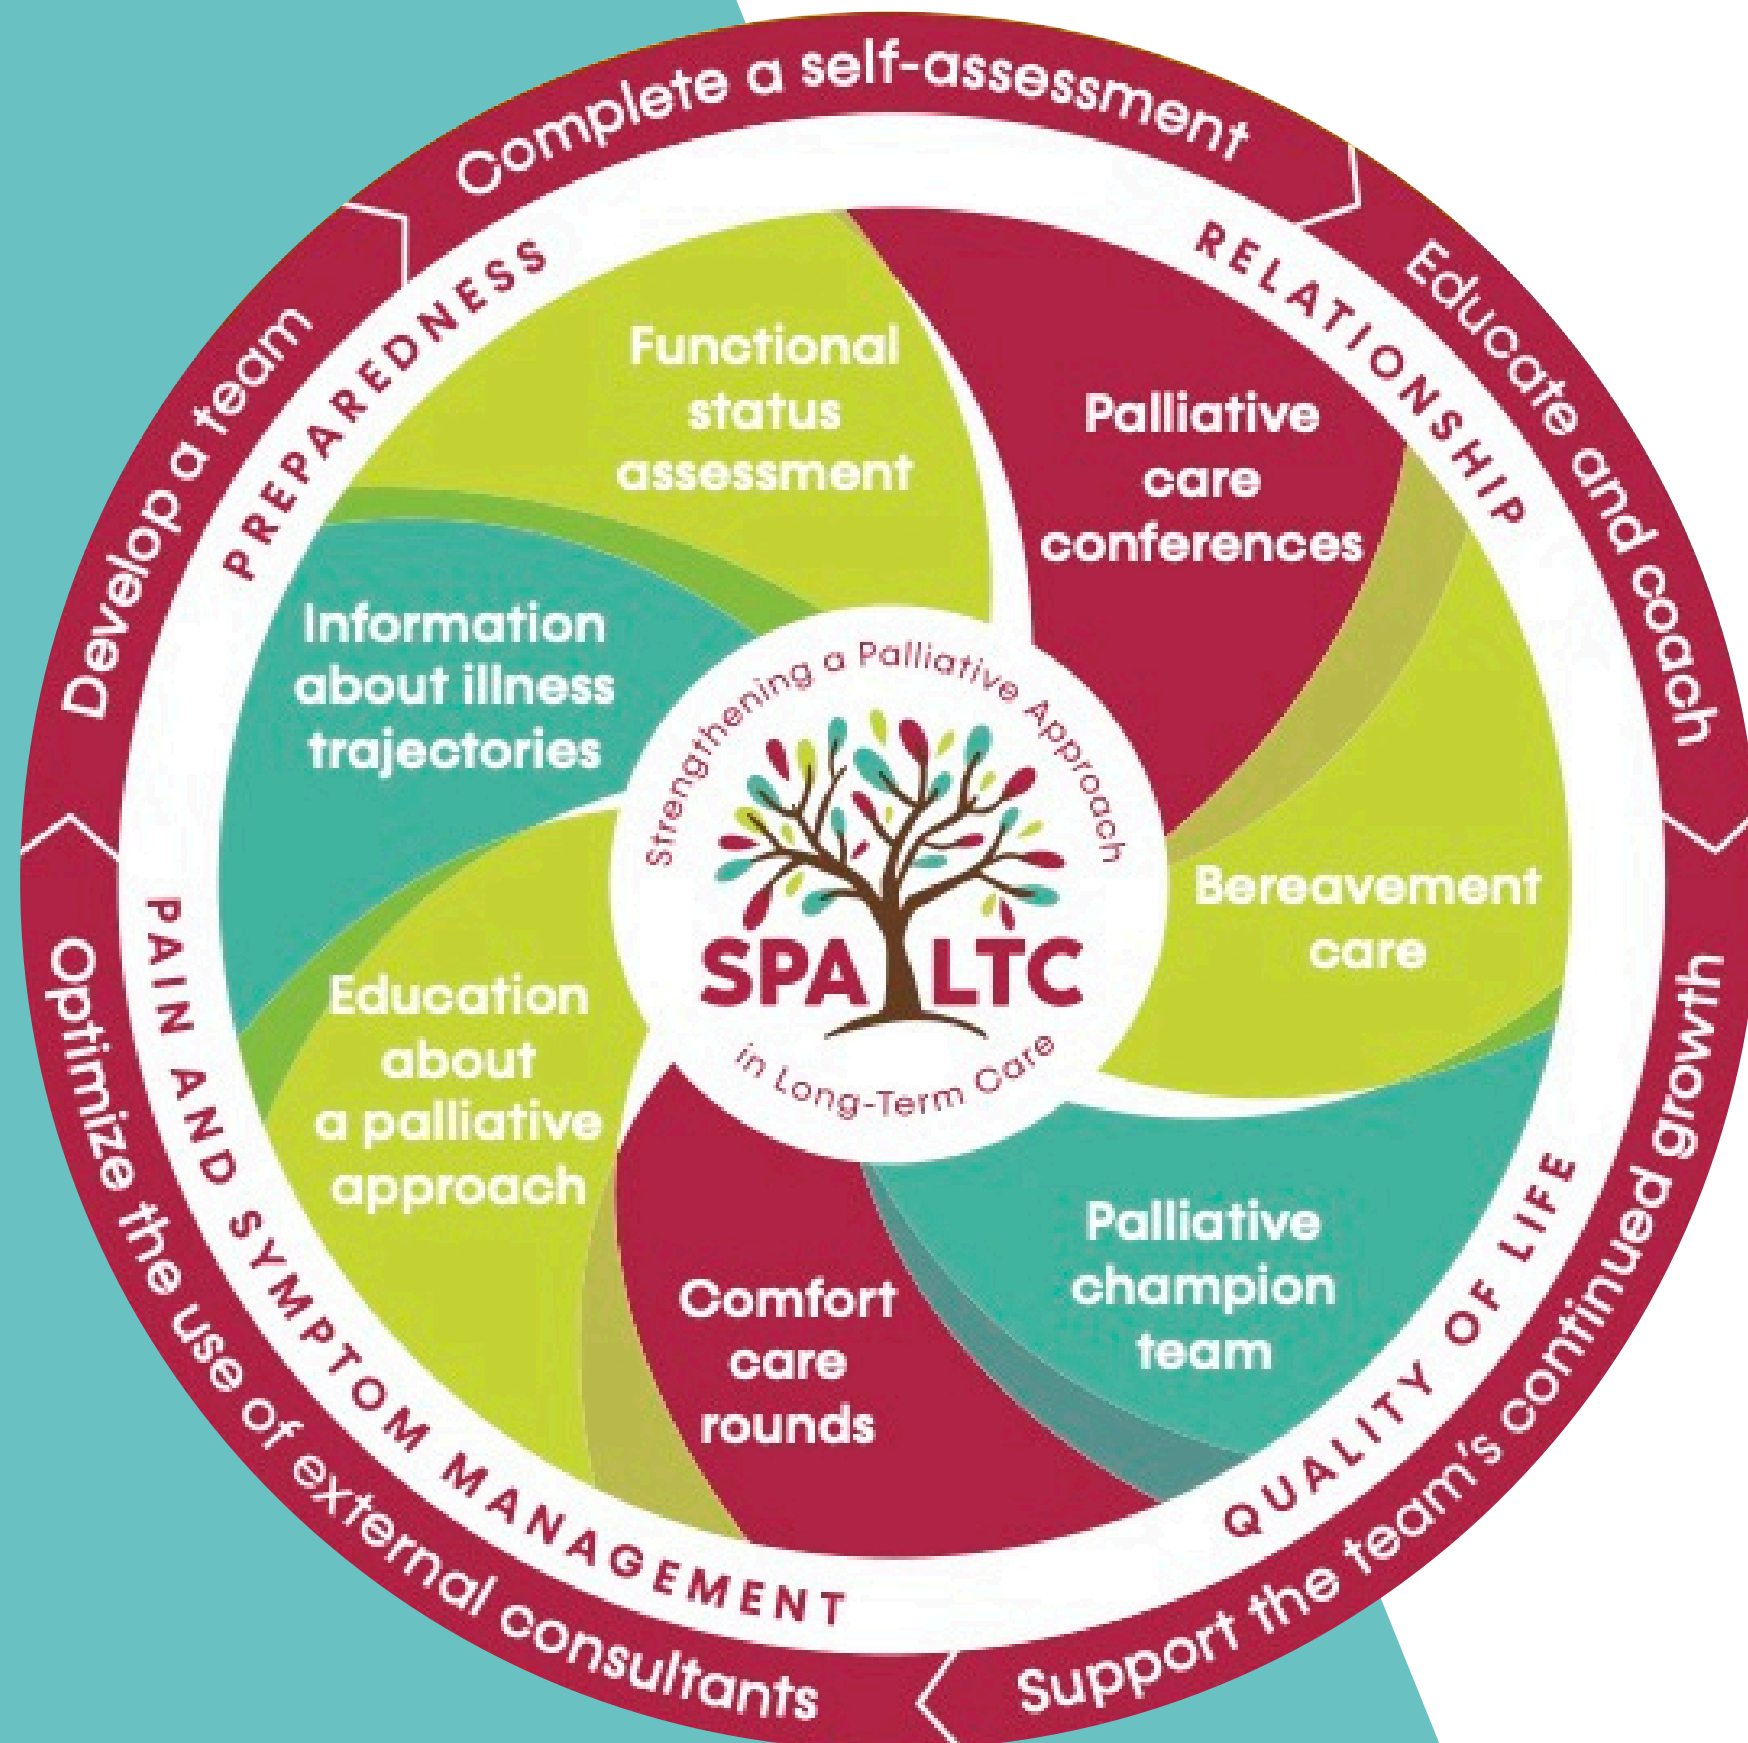 Complete a self-assessment
Educate and coach
Support the team's continued growth
Optimize the use of external consultants
Develop a team
PREPAREDNESS
RELATIONSHIP
QUALITY OF LIFE
PAIN AND SYMPTOM MANAGEMENT
Functional
status
assessment
Palliative
care
conferences
Bereavement
care
Palliative
champion
team
Comfort
care
rounds
Education
about
a palliative
approach
Information
about illness
trajectories
Strengthening a Palliative Approach
SPA LTC
in Long-Term Care